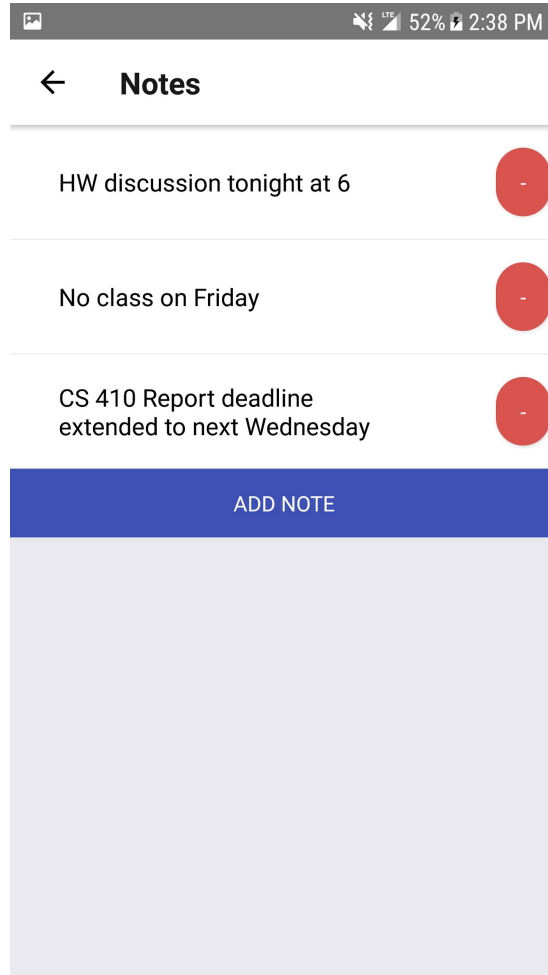 LTE 52% 2:38 PM
Notes
HW discussion tonight at 6
-
No class on Friday
-
CS 410 Report deadline
extended to next Wednesday
-
ADD NOTE